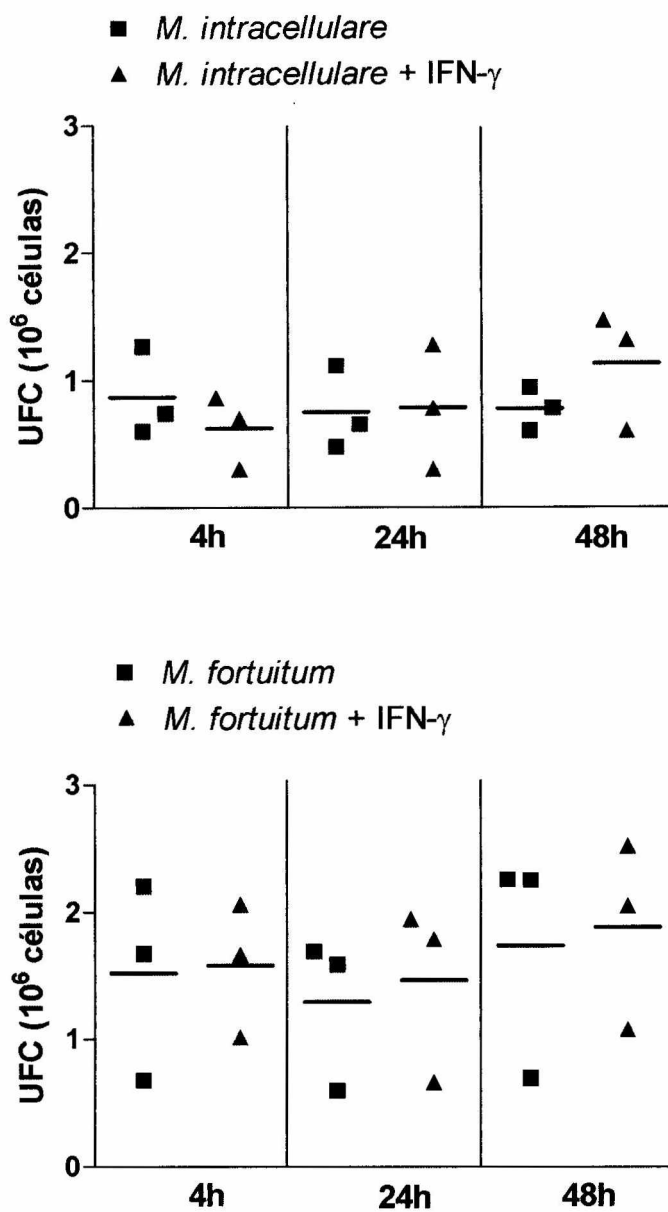 M. intracellulare
M. intracellulare + IFN-γ
3
2
1
0
UFC (10⁶ células)
4h 24h 48h
M. fortuitum
M. fortuitum + IFN-γ
3
2
1
0
UFC (10⁶ células)
4h 24h 48h